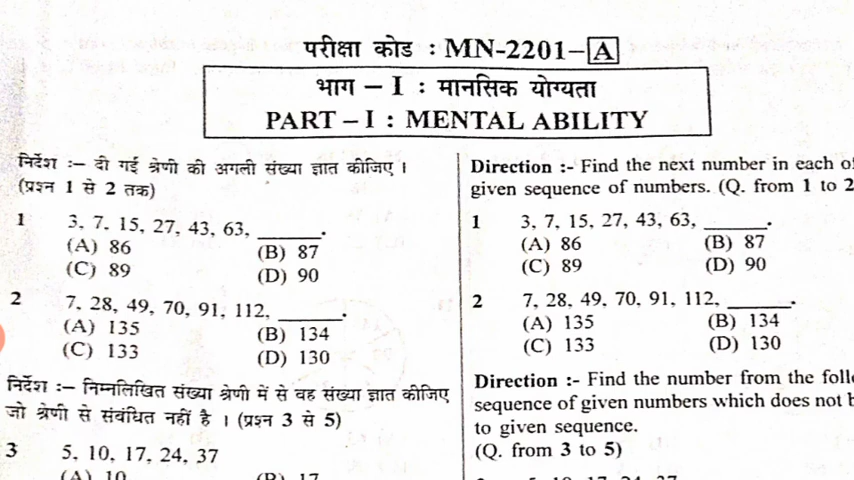 परीक्षा कोड : MN-2201-A
भाग – I : मानसिक योग्यता
PART – I : MENTAL ABILITY
निर्देश :– दी गई श्रेणी की अगली संख्या ज्ञात कीजिए ।
(प्रश्न 1 से 2 तक)
1 3, 7, 15, 27, 43, 63, ______.
(A) 86 (B) 87
(C) 89 (D) 90
2 7, 28, 49, 70, 91, 112, ______.
(A) 135 (B) 134
(C) 133 (D) 130
निर्देश :– निम्नलिखित संख्या श्रेणी में से वह संख्या ज्ञात कीजिए
जो श्रेणी से संबंधित नहीं है । (प्रश्न 3 से 5)
3 5, 10, 17, 24, 37
(A) 10 (B) 17
Direction :- Find the next number in each of
given sequence of numbers. (Q. from 1 to 2
1 3, 7, 15, 27, 43, 63, ______.
(A) 86 (B) 87
(C) 89 (D) 90
2 7, 28, 49, 70, 91, 112, ______.
(A) 135 (B) 134
(C) 133 (D) 130
Direction :- Find the number from the
sequence of given numbers which does not
to given sequence.
(Q. from 3 to 5)